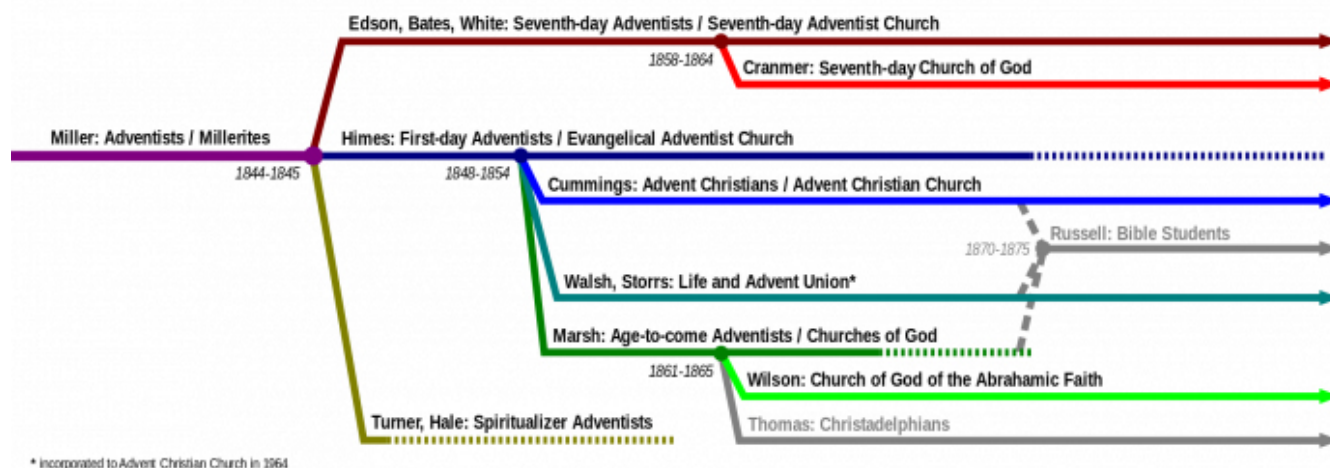 Edson, Bates, White: Seventh-day Adventists / Seventh-day Adventist Church
1858-1864
Cranmer: Seventh-day Church of God
Miller: Adventists / Millerites
Himes: First-day Adventists / Evangelical Adventist Church
1844-1845
1848-1854
Cummings: Advent Christians / Advent Christian Church
Russell: Bible Students
1870-1875
Walsh, Storrs: Life and Advent Union*
Marsh: Age-to-come Adventists / Churches of God
1861-1865
Wilson: Church of God of the Abrahamic Faith
Turner, Hale: Spiritualizer Adventists
Thomas: Christadelphians
* incorporated to Advent Christian Church in 1964